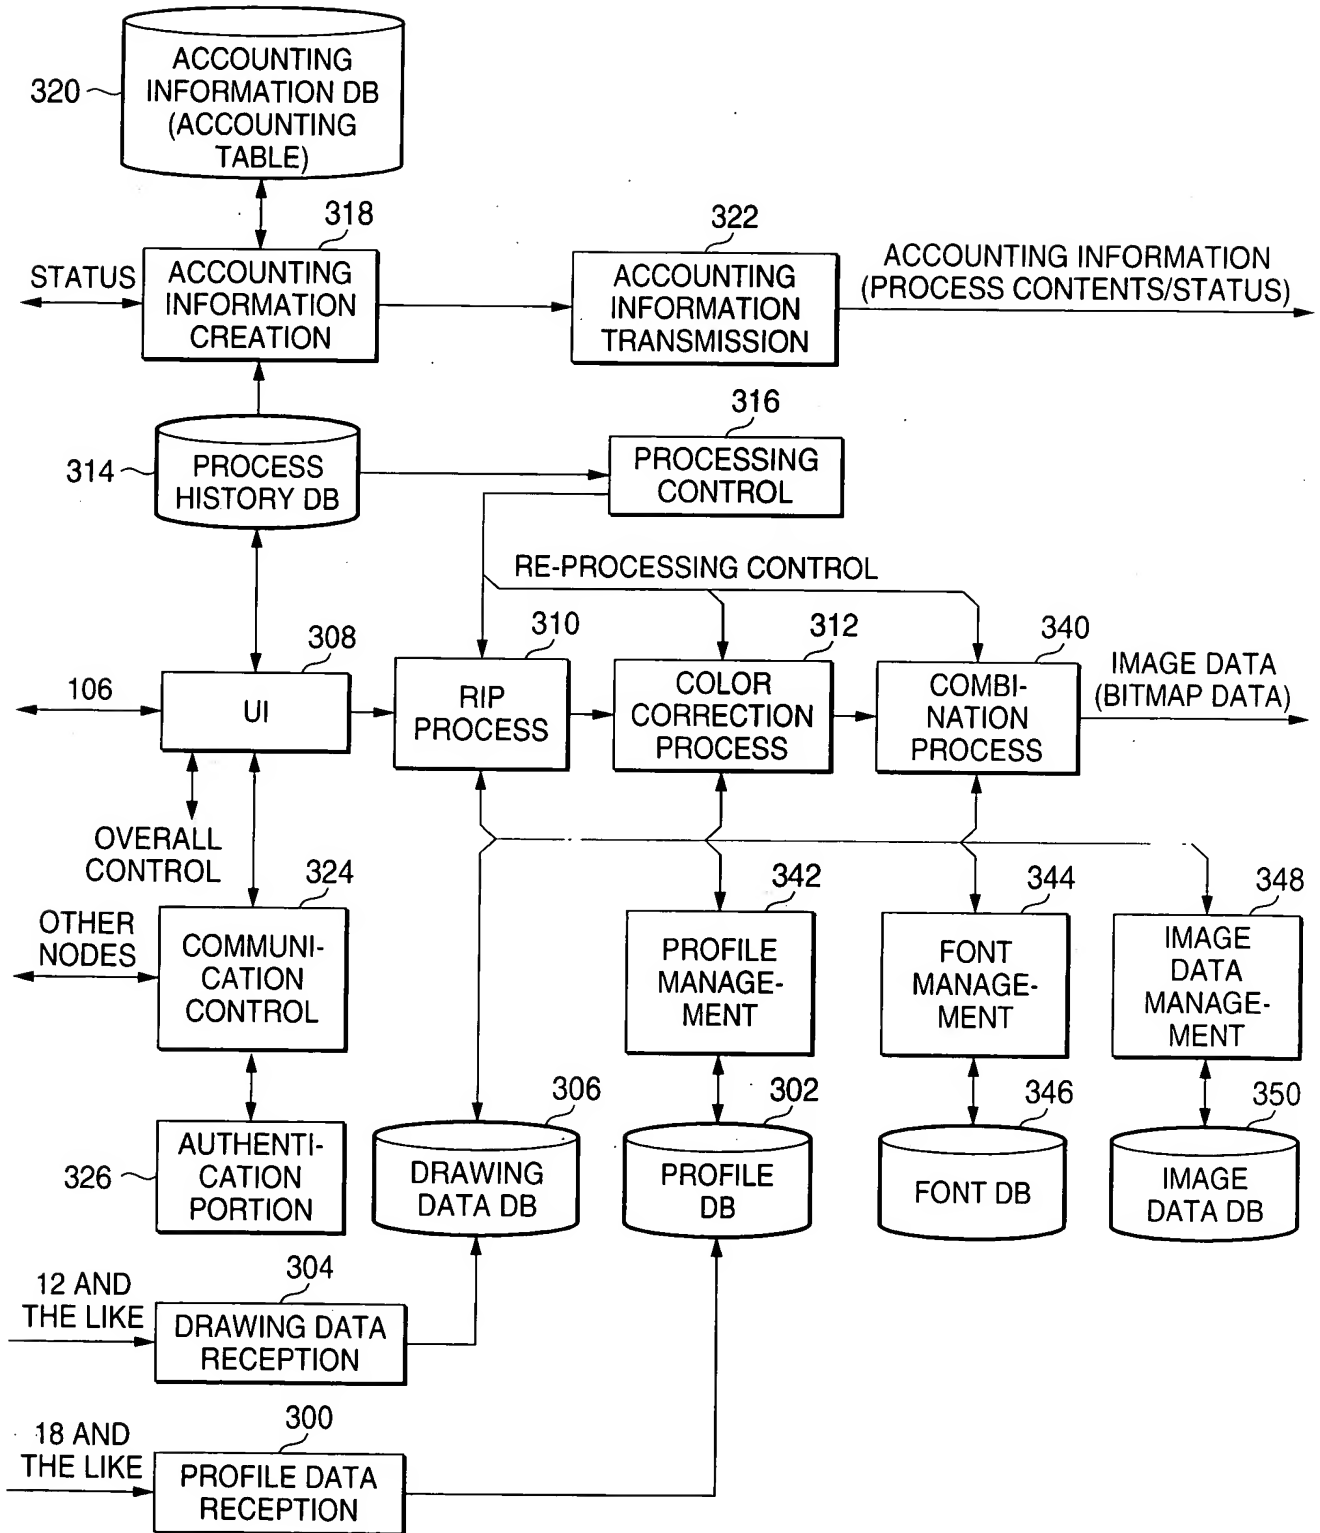 ACCOUNTING
INFORMATION DB
(ACCOUNTING
TABLE)
320
318
322
STATUS
ACCOUNTING
INFORMATION
CREATION
ACCOUNTING
INFORMATION
TRANSMISSION
ACCOUNTING INFORMATION
(PROCESS CONTENTS/STATUS)
316
314
PROCESS
HISTORY DB
PROCESSING
CONTROL
RE-PROCESSING CONTROL
308
310
312
340
106
UI
RIP
PROCESS
COLOR
CORRECTION
PROCESS
COMBI-
NATION
PROCESS
IMAGE DATA
(BITMAP DATA)
OVERALL
CONTROL
324
342
344
348
OTHER
NODES
COMMUNI-
CATION
CONTROL
PROFILE
MANAGE-
MENT
FONT
MANAGE-
MENT
IMAGE
DATA
MANAGE-
MENT
306
302
346
350
326
AUTHENTI-
CATION
PORTION
DRAWING
DATA DB
PROFILE
DB
FONT DB
IMAGE
DATA DB
12 AND
THE LIKE
304
DRAWING DATA
RECEPTION
18 AND
THE LIKE
300
PROFILE DATA
RECEPTION